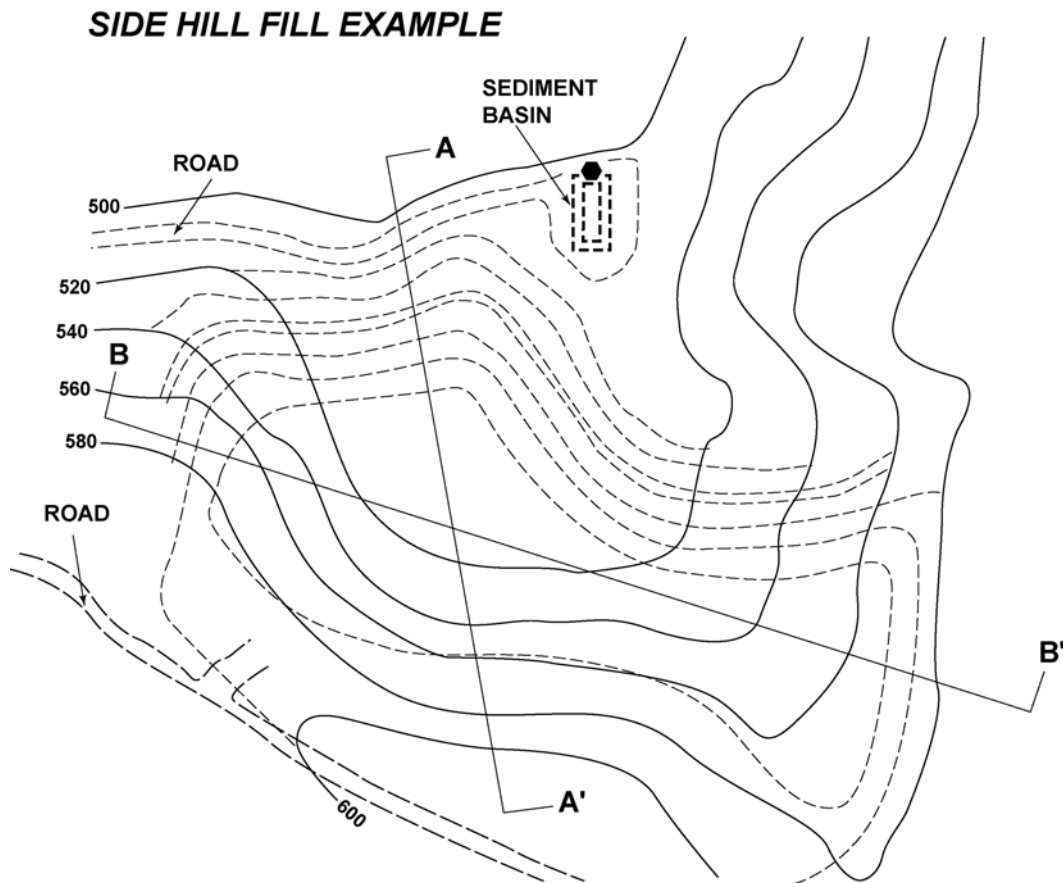 SIDE HILL FILL EXAMPLE
SEDIMENT
BASIN
A
ROAD
500
520
540
B
560
580
ROAD
B'
A'
600